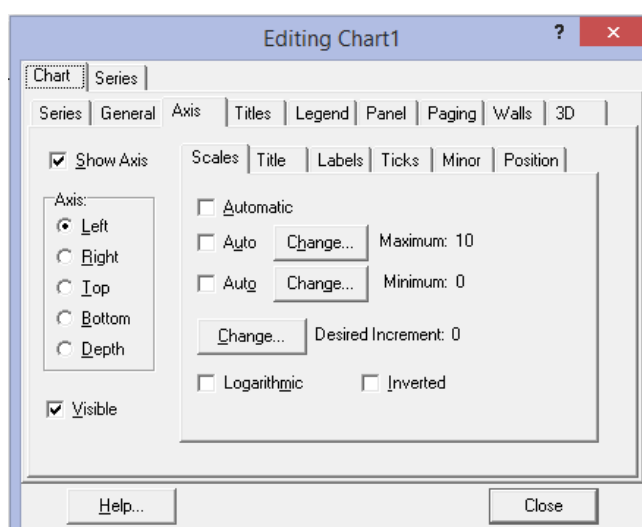 Editing Chart1 ?
Chart Series
Series General Axis Titles Legend Panel Paging Walls 3D
Show Axis
Scales Title Labels Ticks Minor Position
Axis:
Left
Right
Top
Bottom
Depth
Visible
Automatic
Auto Change... Maximum: 10
Auto Change... Minimum: 0
Change... Desired Increment: 0
Logarithmic Inverted
Help... Close